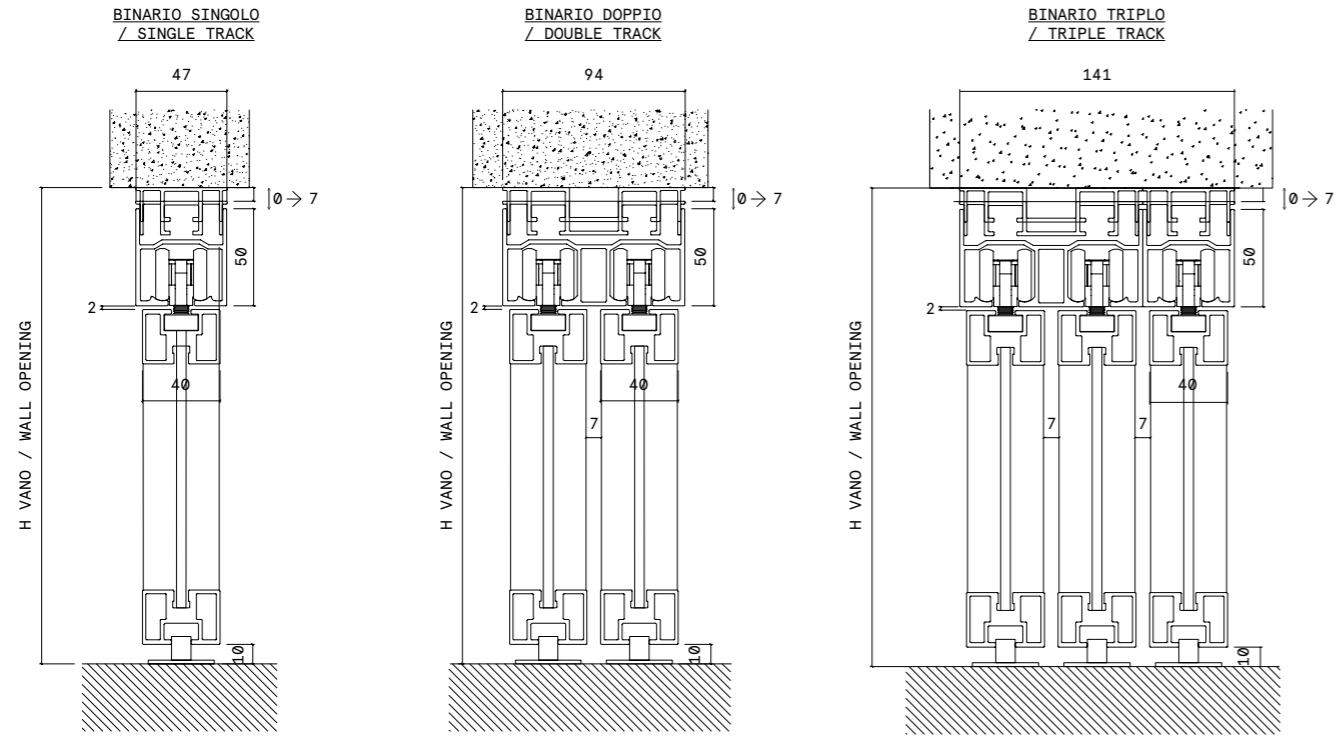 BINARIO SINGOLO
/ SINGLE TRACK
47
0 → 7
50
2
40
H VANO / WALL OPENING
10
BINARIO DOPPIO
/ DOUBLE TRACK
94
0 → 7
50
2
40
7
H VANO / WALL OPENING
10
BINARIO TRIPLO
/ TRIPLE TRACK
141
0 → 7
50
2
40
7
7
H VANO / WALL OPENING
10